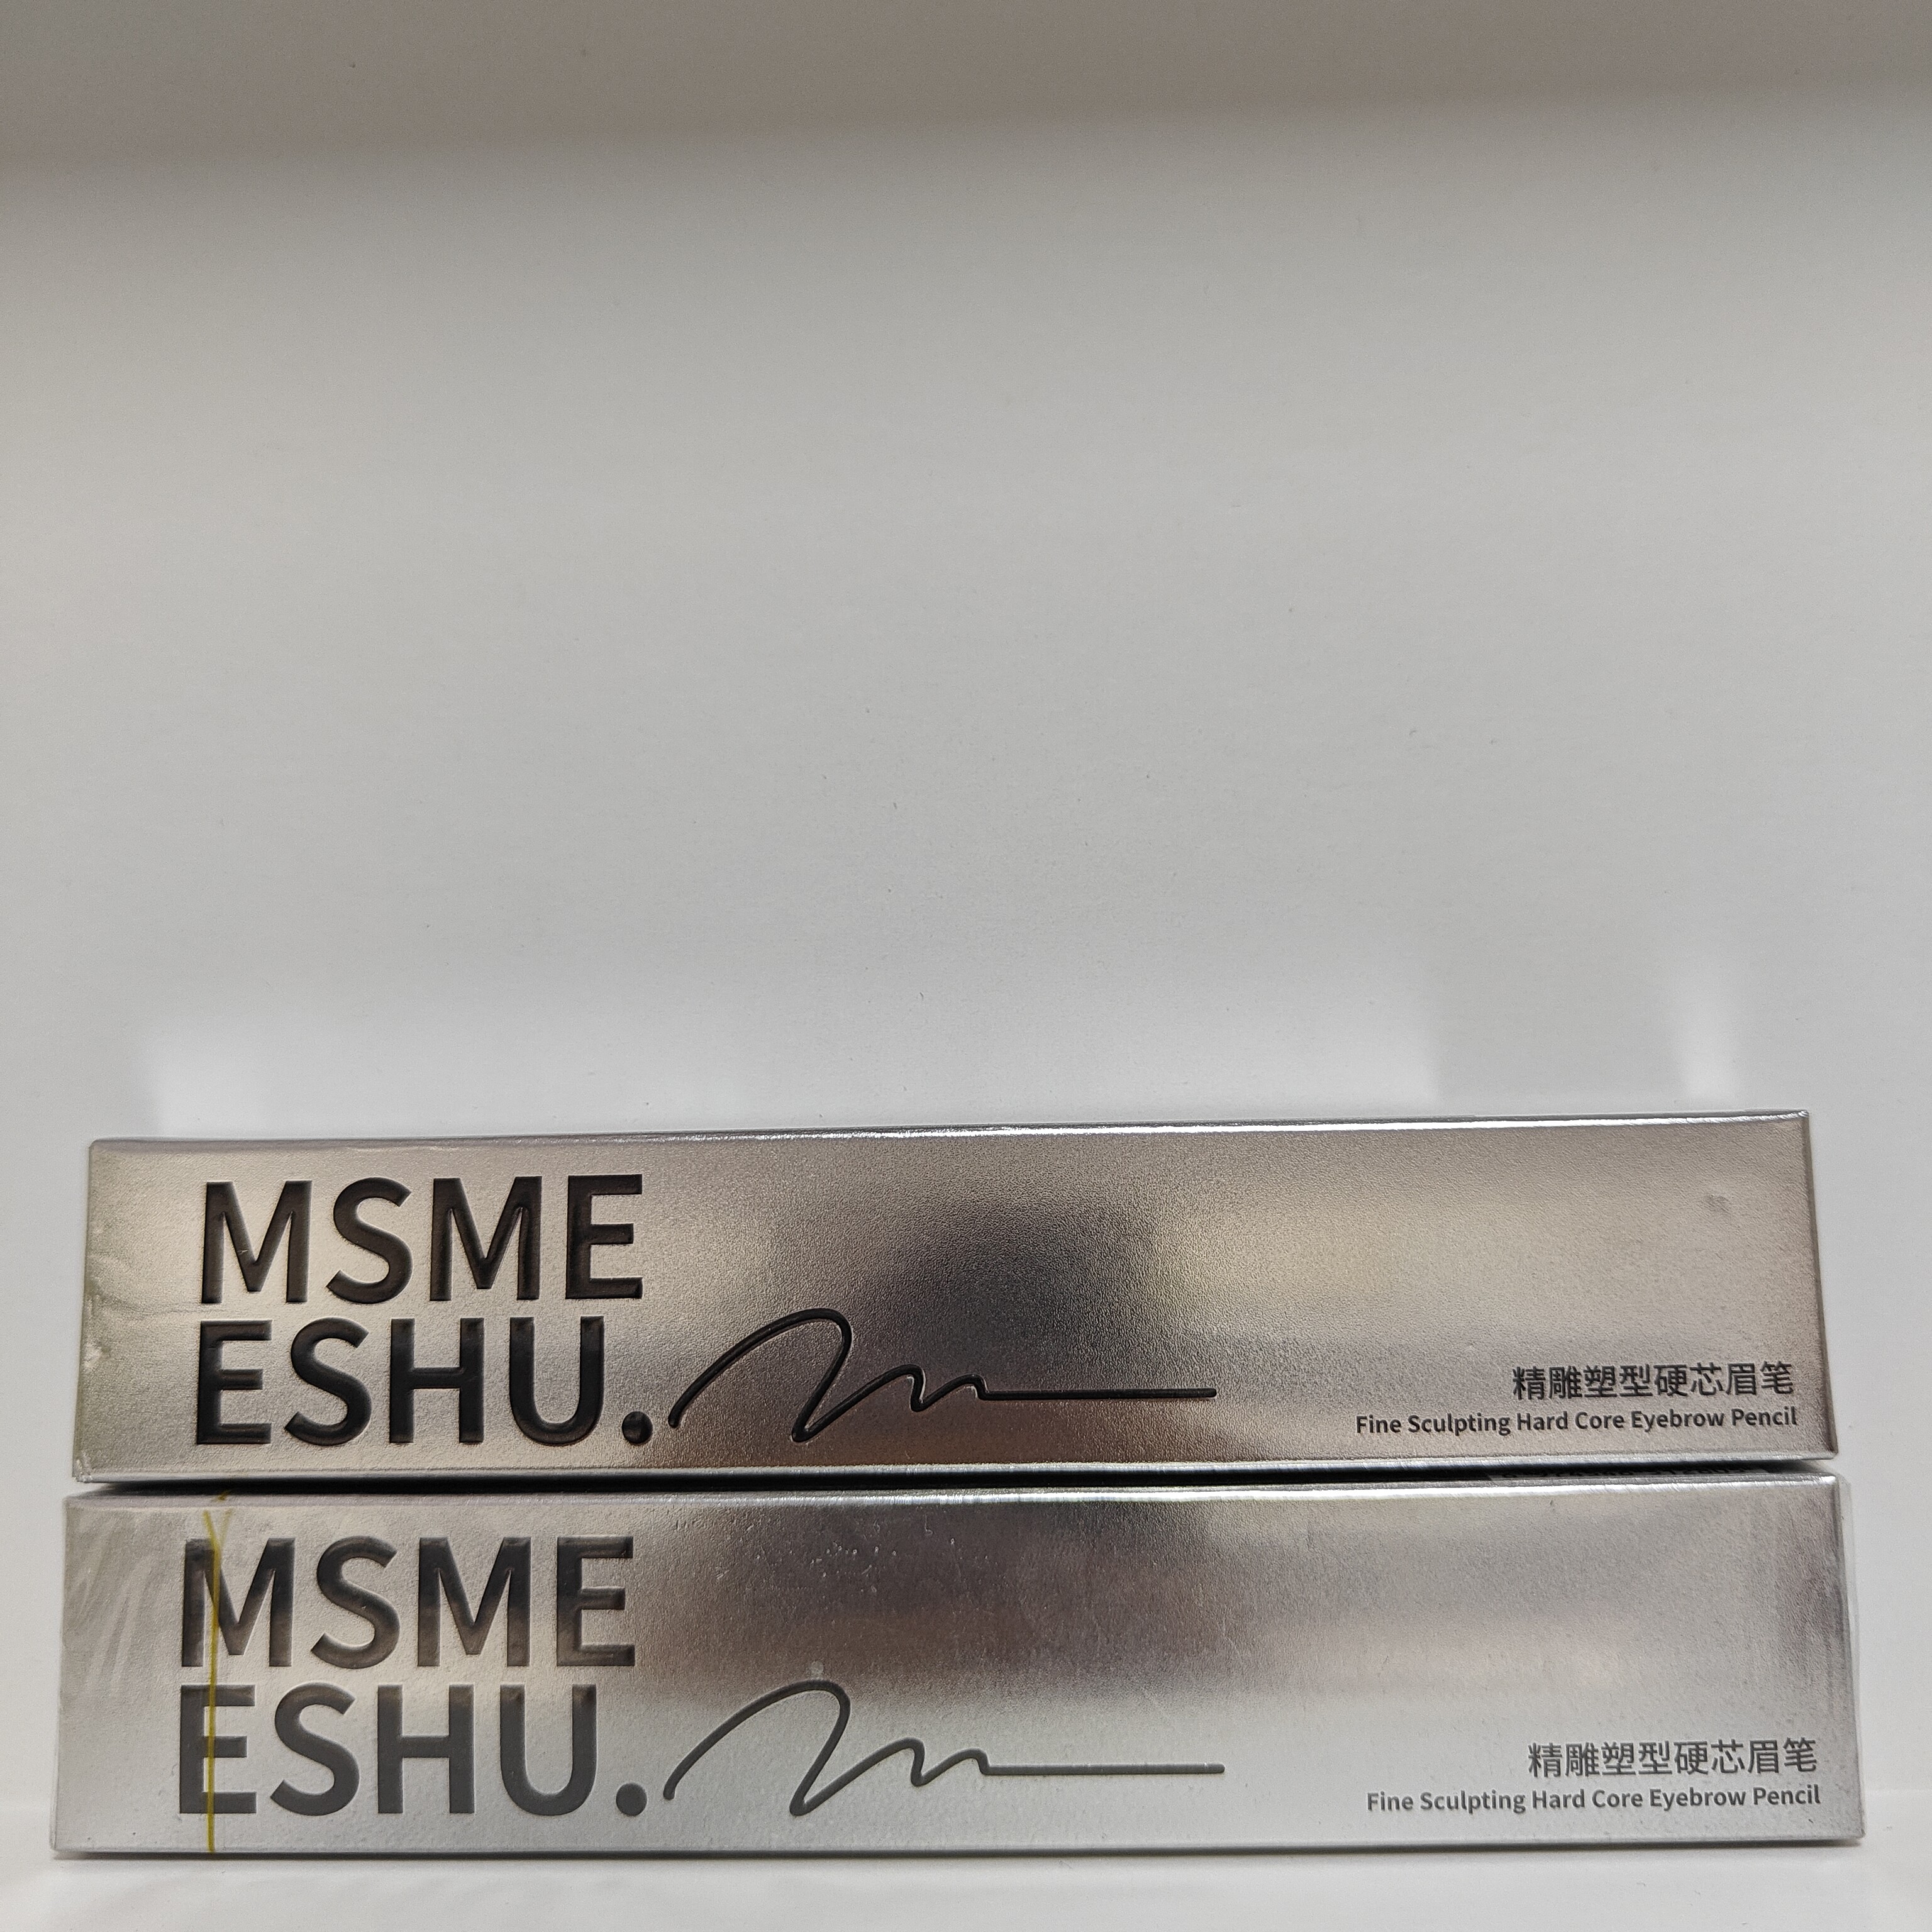 MSME
ESHU.
精雕塑型硬芯眉笔
Fine Sculpting Hard Core Eyebrow Pencil
MSME
ESHU.
精雕塑型硬芯眉笔
Fine Sculpting Hard Core Eyebrow Pencil